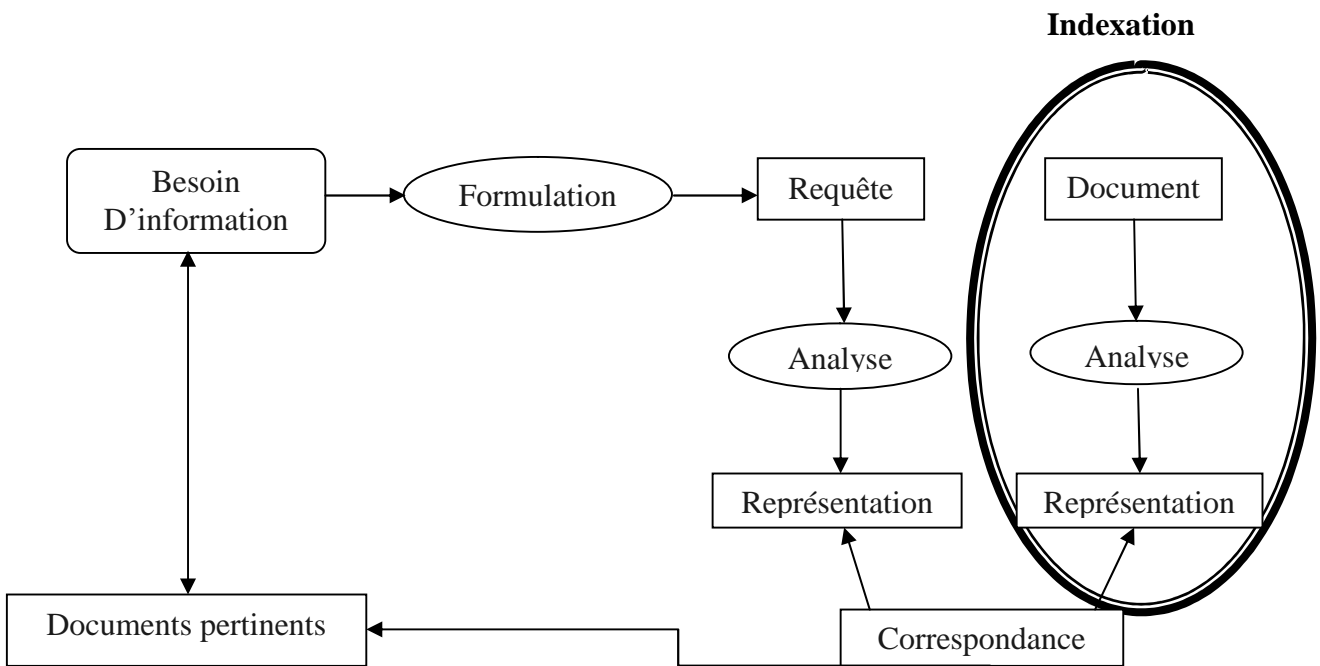 Indexation
Besoin
D’information
Formulation
Requête
Document
Analyse
Analyse
Représentation
Représentation
Documents pertinents
Correspondance